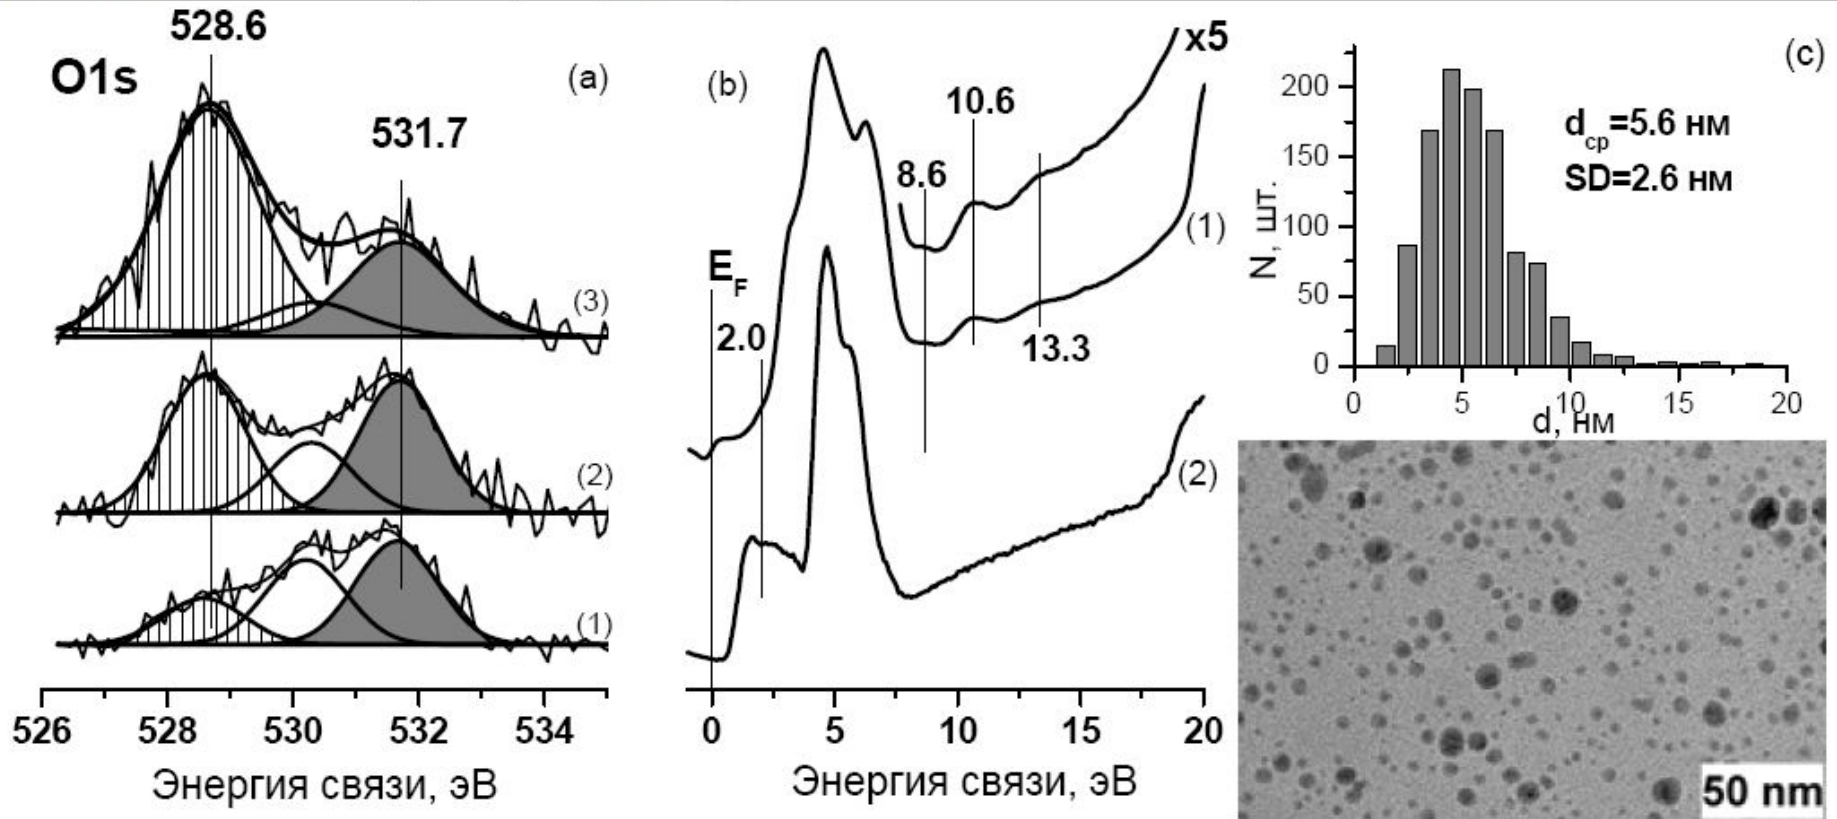 528.6
O1s
(a)
531.7
(3)
(2)
(1)
526 528 530 532 534
Энергия связи, эВ
(b)
x5
10.6
8.6
(1)
E_F
2.0
13.3
(2)
0 5 10 15 20
Энергия связи, эВ
(c)
200
150
100
50
0
N, шт.
d_ср=5.6 нм
SD=2.6 нм
0 5 10 15 20
d, нм
50 nm